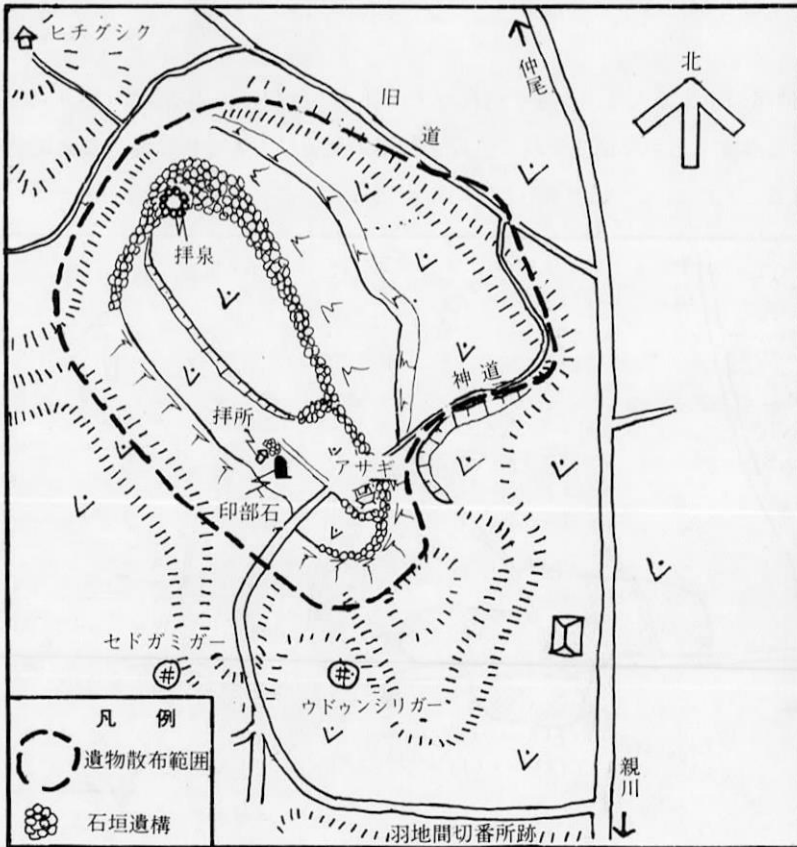 ヒチグシク
仲尾
北
旧道
拝泉
神道
拝所
アサギ
印部石
セドガミガー
ウドゥンシリガー
凡例
遺物散布範囲
石垣遺構
親川
羽地間切番所跡